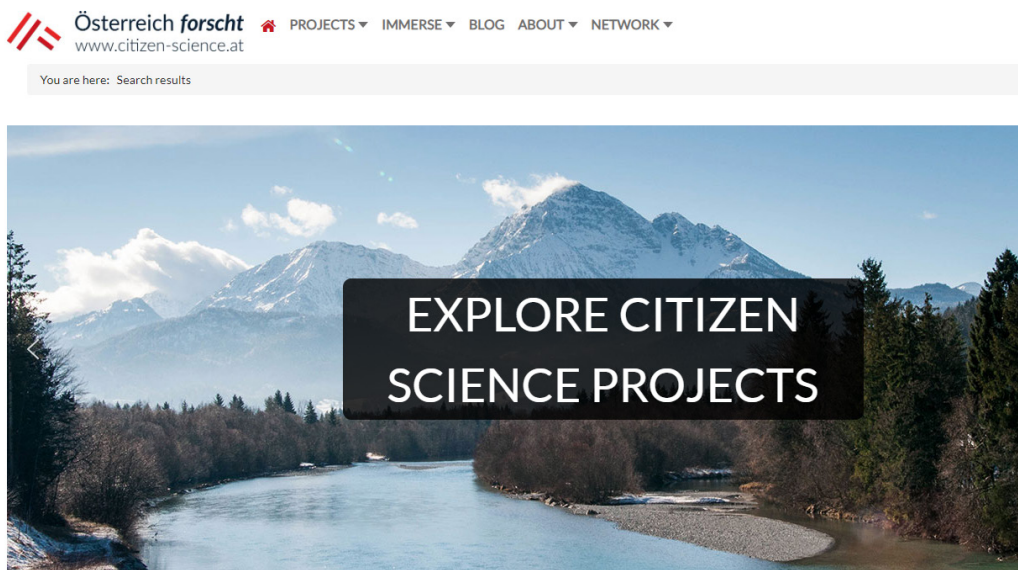 Österreich forscht
www.citizen-science.at
PROJECTS IMMERSE BLOG ABOUT NETWORK
You are here: Search results
EXPLORE CITIZEN
SCIENCE PROJECTS